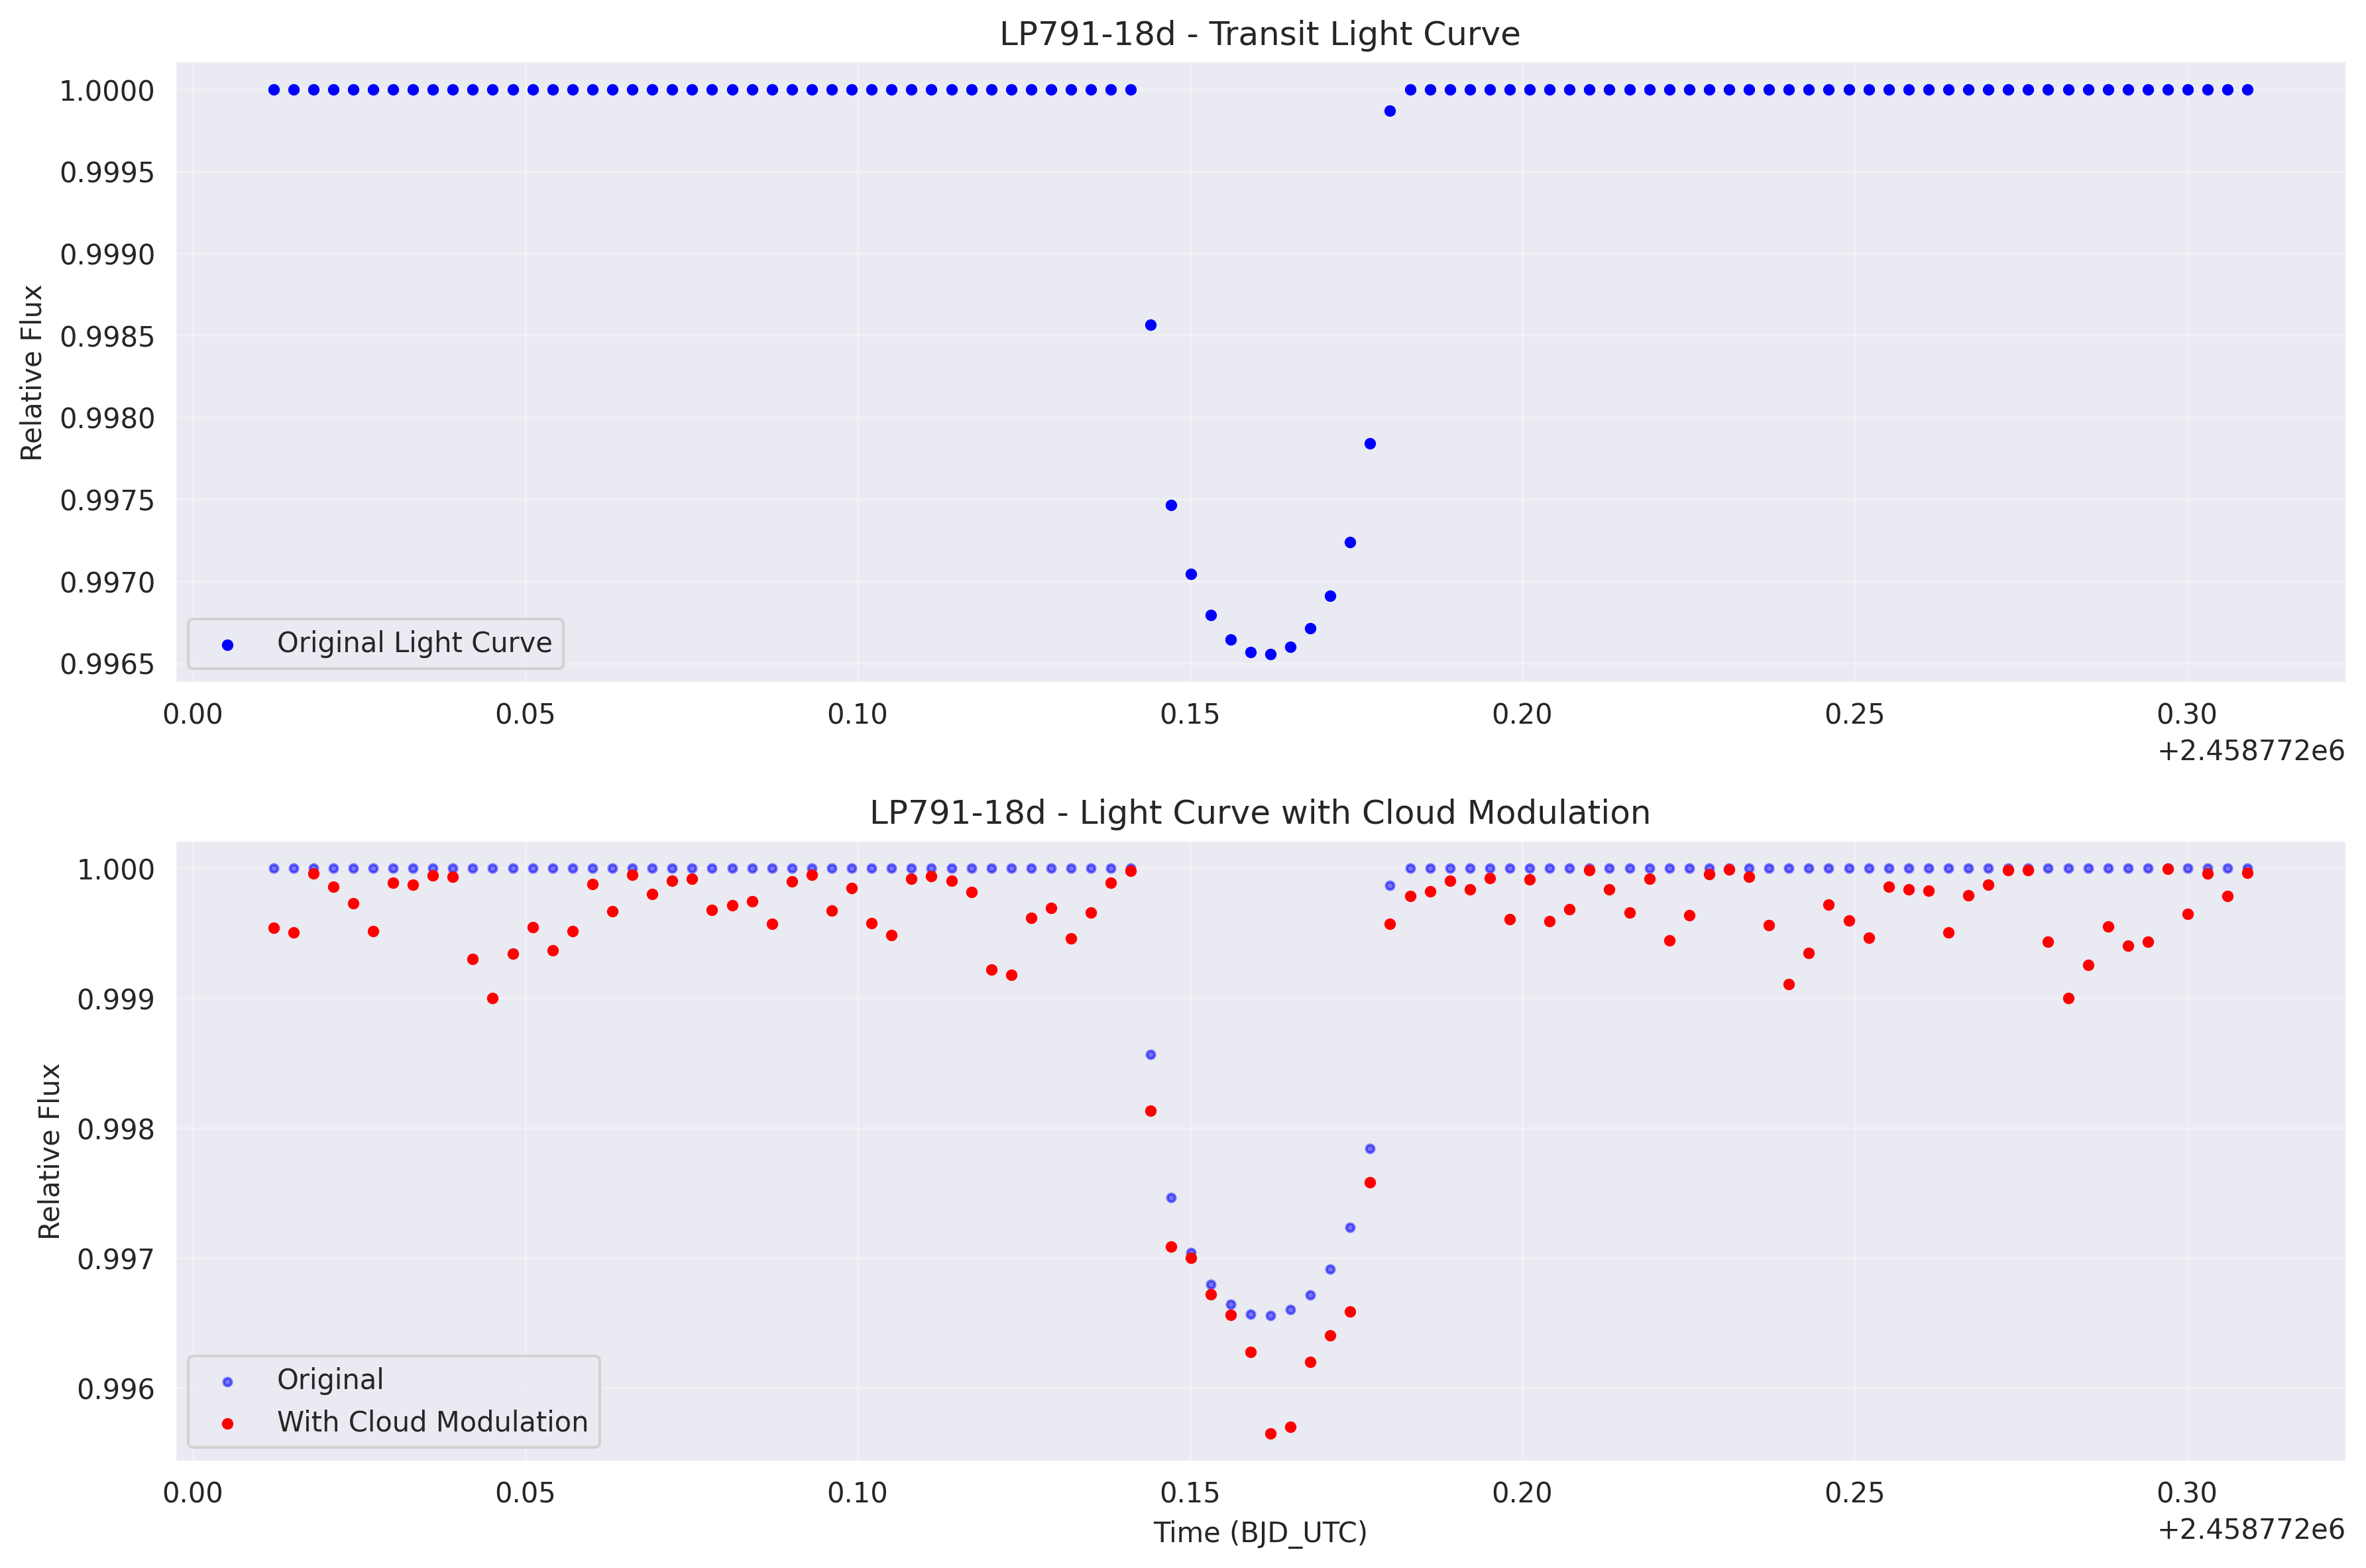 LP791-18d - Transit Light Curve
Relative Flux
1.0000
0.9995
0.9990
0.9985
0.9980
0.9975
0.9970
0.9965
Original Light Curve
0.00 0.05 0.10 0.15 0.20 0.25 0.30
+2.458772e6
LP791-18d - Light Curve with Cloud Modulation
Relative Flux
1.000
0.999
0.998
0.997
0.996
Original
With Cloud Modulation
0.00 0.05 0.10 0.15 0.20 0.25 0.30
Time (BJD_UTC)
+2.458772e6